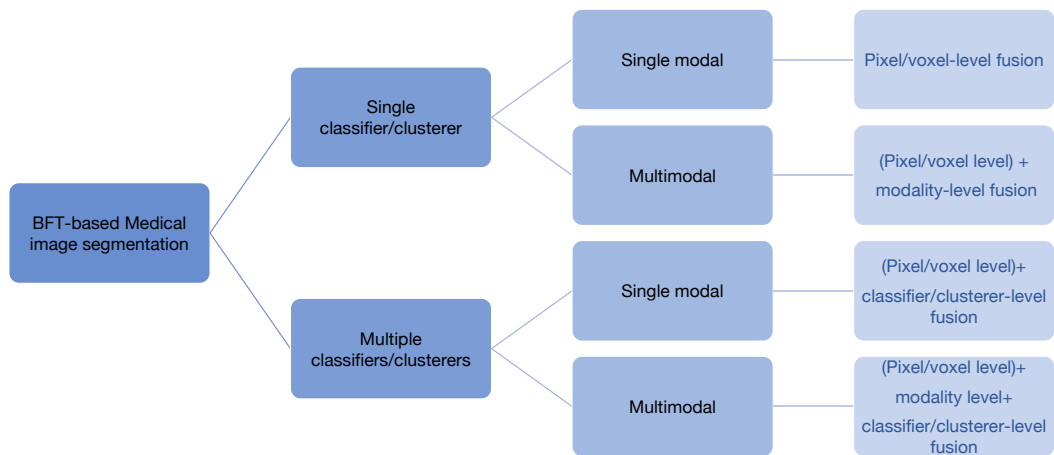 BFT-based Medical
image segmentation
Single
classifier/clusterer
Multiple
classifiers/clusterers
Single modal
Multimodal
Single modal
Multimodal
Pixel/voxel-level fusion
(Pixel/voxel level) +
modality-level fusion
(Pixel/voxel level)+
classifier/clusterer-level
fusion
(Pixel/voxel level)+
modality level+
classifier/clusterer-level
fusion